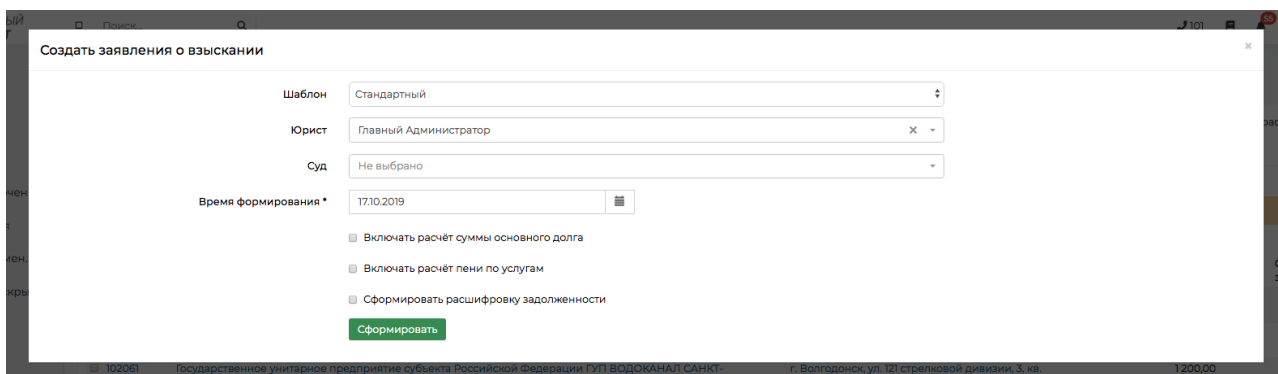 ЫЙ
Т
Поиск...
101
55
Создать заявления о взыскании
×
Шаблон
Стандартный
Юрист
Главный Администратор
Суд
Не выбрано
Время формирования *
17.10.2019
Включать расчёт суммы основного долга
Включать расчёт пени по услугам
Сформировать расшифровку задолженности
Сформировать
102061 Государственное унитарное предприятие субъекта Российской Федерации ГУП ВОДОКАНАЛ САНКТ- г. Волгодонск, ул. 121 стрелковой дивизии, 3, кв. 1 200,00